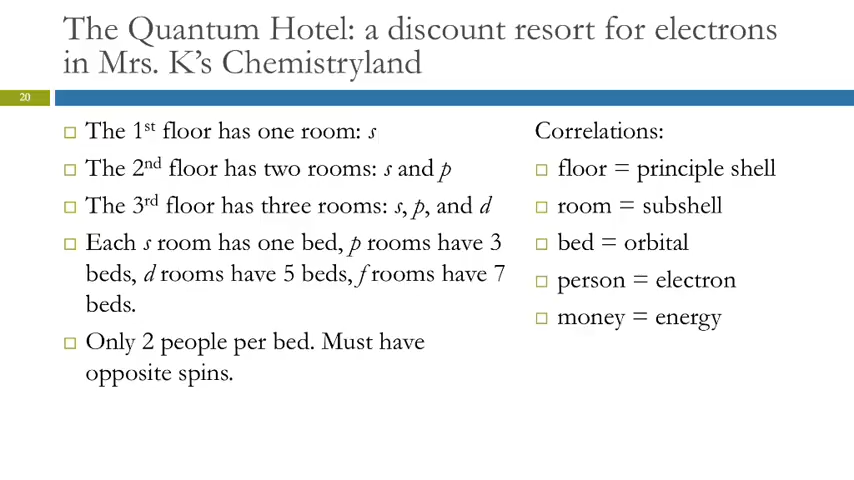 The Quantum Hotel: a discount resort for electrons
in Mrs. K's Chemistryland
20
The 1st floor has one room: s
The 2nd floor has two rooms: s and p
The 3rd floor has three rooms: s, p, and d
Each s room has one bed, p rooms have 3
beds, d rooms have 5 beds, f rooms have 7
beds.
Only 2 people per bed. Must have
opposite spins.
Correlations:
floor = principle shell
room = subshell
bed = orbital
person = electron
money = energy